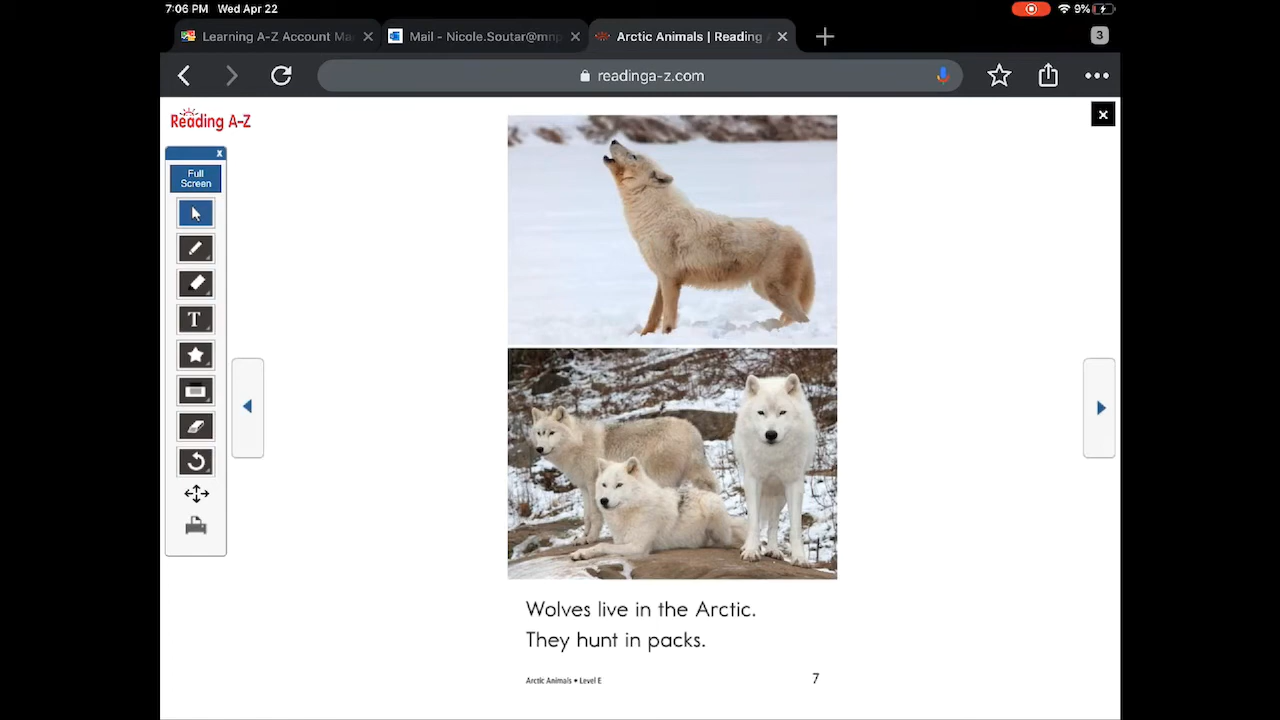 7:06 PM Wed Apr 22
9%
Learning A-Z Account Ma
Mail - Nicole.Soutar@mnp
Arctic Animals | Reading
3
readinga-z.com
Reading A-Z
x
Full
Screen
T
Wolves live in the Arctic.
They hunt in packs.
Arctic Animals • Level E
7